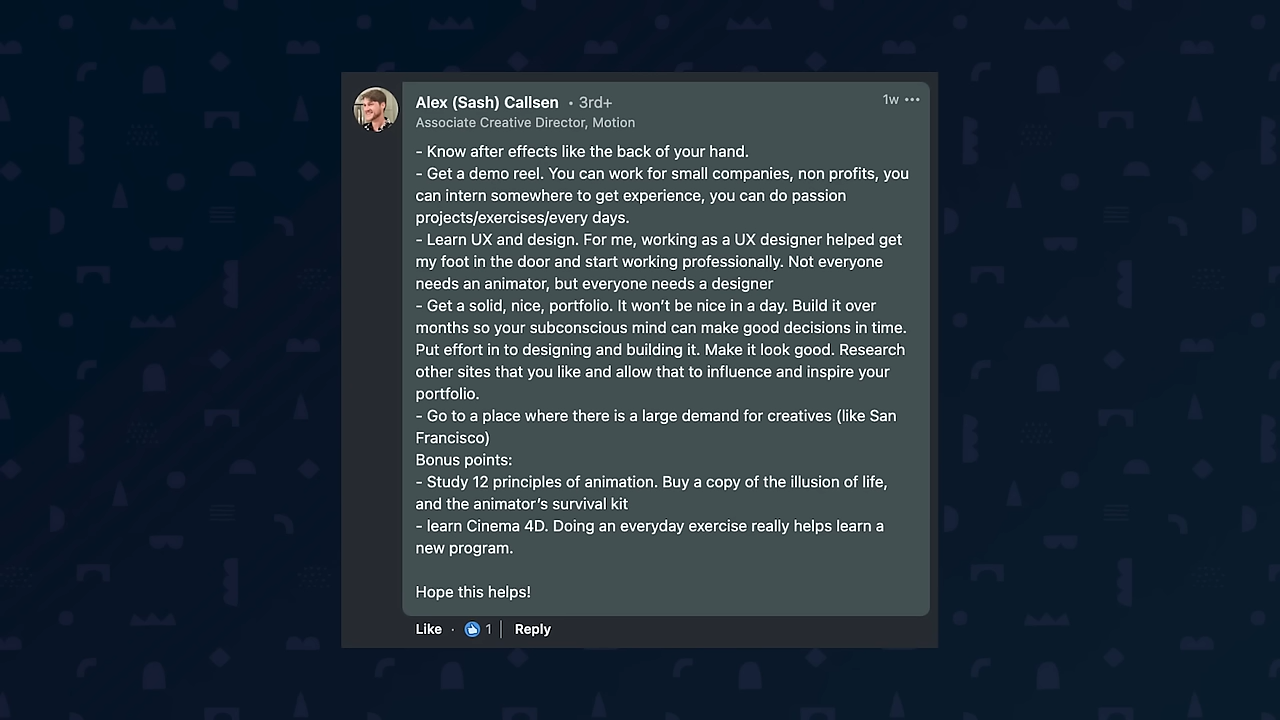 Alex (Sash) Callsen • 3rd+
1w •••
Associate Creative Director, Motion
- Know after effects like the back of your hand.
- Get a demo reel. You can work for small companies, non profits, you
can intern somewhere to get experience, you can do passion
projects/exercises/every days.
- Learn UX and design. For me, working as a UX designer helped get
my foot in the door and start working professionally. Not everyone
needs an animator, but everyone needs a designer
- Get a solid, nice, portfolio. It won’t be nice in a day. Build it over
months so your subconscious mind can make good decisions in time.
Put effort in to designing and building it. Make it look good. Research
other sites that you like and allow that to influence and inspire your
portfolio.
- Go to a place where there is a large demand for creatives (like San
Francisco)
Bonus points:
- Study 12 principles of animation. Buy a copy of the illusion of life,
and the animator’s survival kit
- learn Cinema 4D. Doing an everyday exercise really helps learn a
new program.
Hope this helps!
Like · 1 | Reply